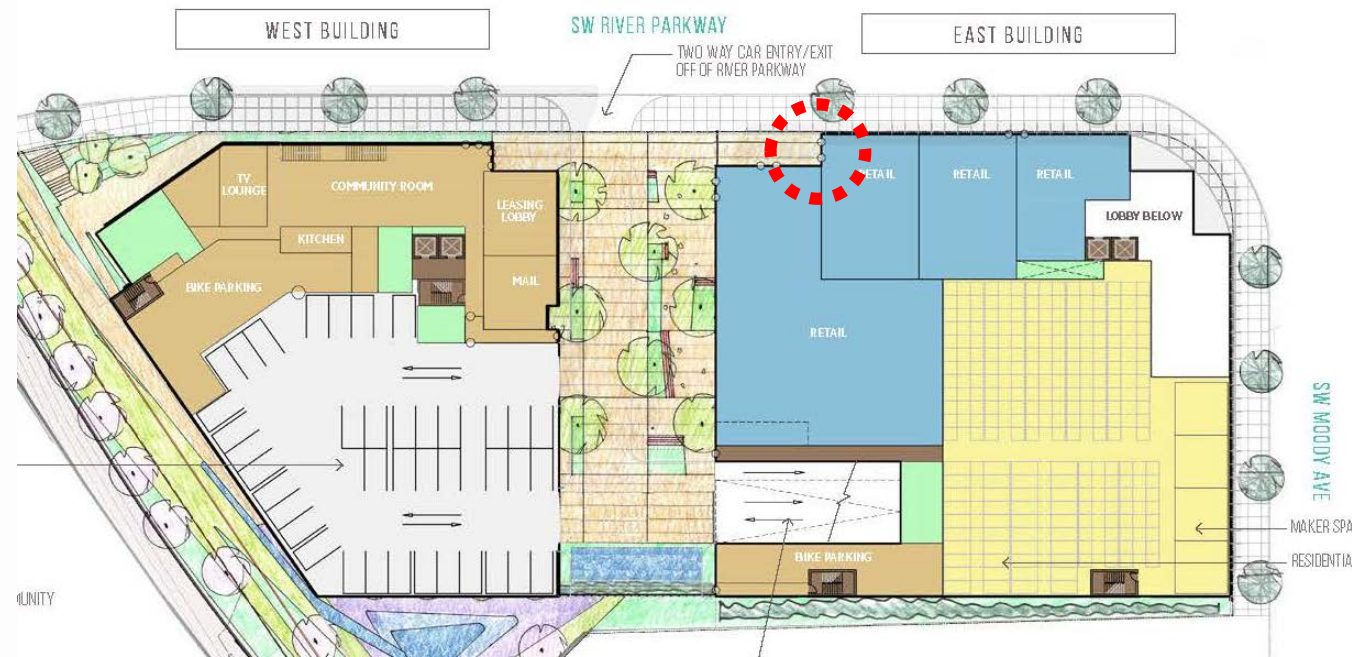 WEST BUILDING
SW RIVER PARKWAY
EAST BUILDING
TWO WAY CAR ENTRY/EXIT
OFF OF RIVER PARKWAY
TV
LOUNGE
COMMUNITY ROOM
LEASING
LOBBY
KITCHEN
BIKE PARKING
MAIL
RETAIL
RETAIL
RETAIL
LOBBY BELOW
RETAIL
SW MOODY AVE
MAKER SPA
BIKE PARKING
RESIDENTIA
UNITY